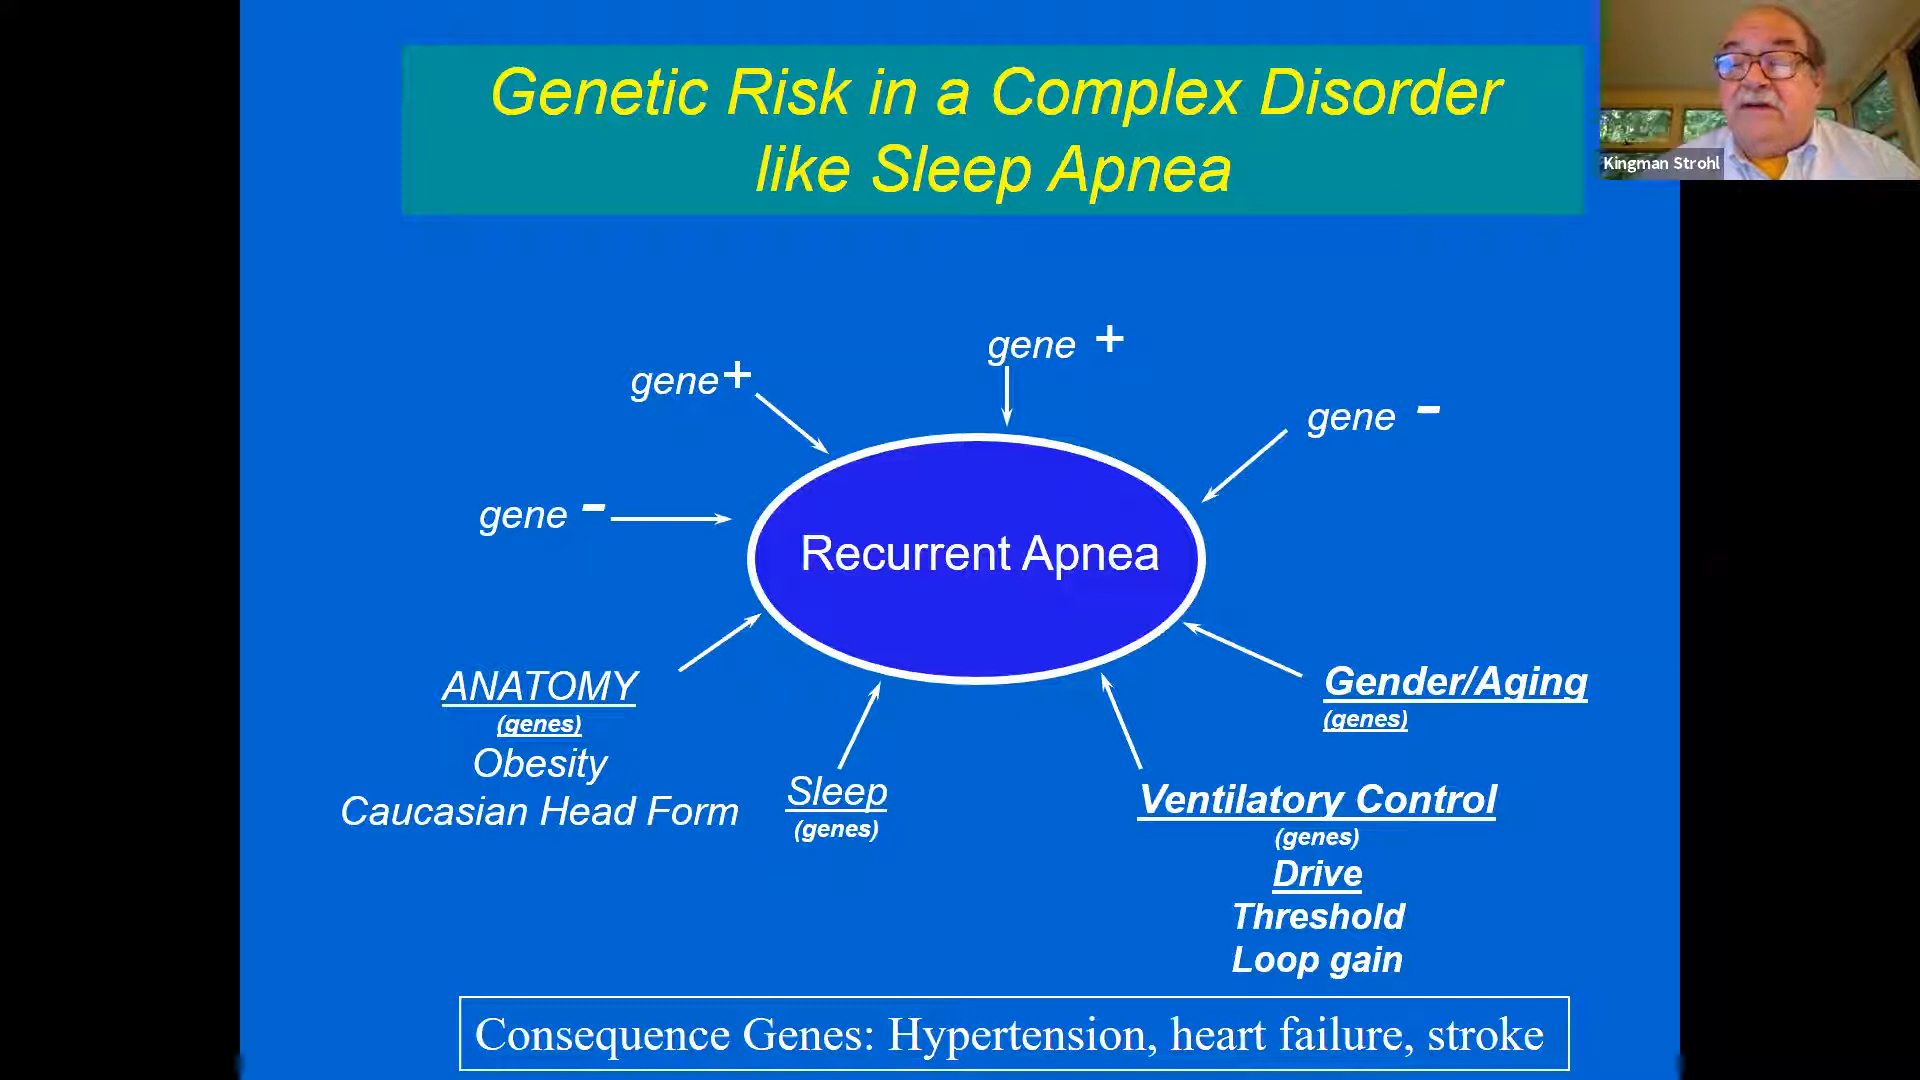 Genetic Risk in a Complex Disorder
like Sleep Apnea
Kingman Strohl
gene +
gene+
gene -
gene -
Recurrent Apnea
ANATOMY
(genes)
Obesity
Caucasian Head Form
Sleep
(genes)
Gender/Aging
(genes)
Ventilatory Control
(genes)
Drive
Threshold
Loop gain
Consequence Genes: Hypertension, heart failure, stroke